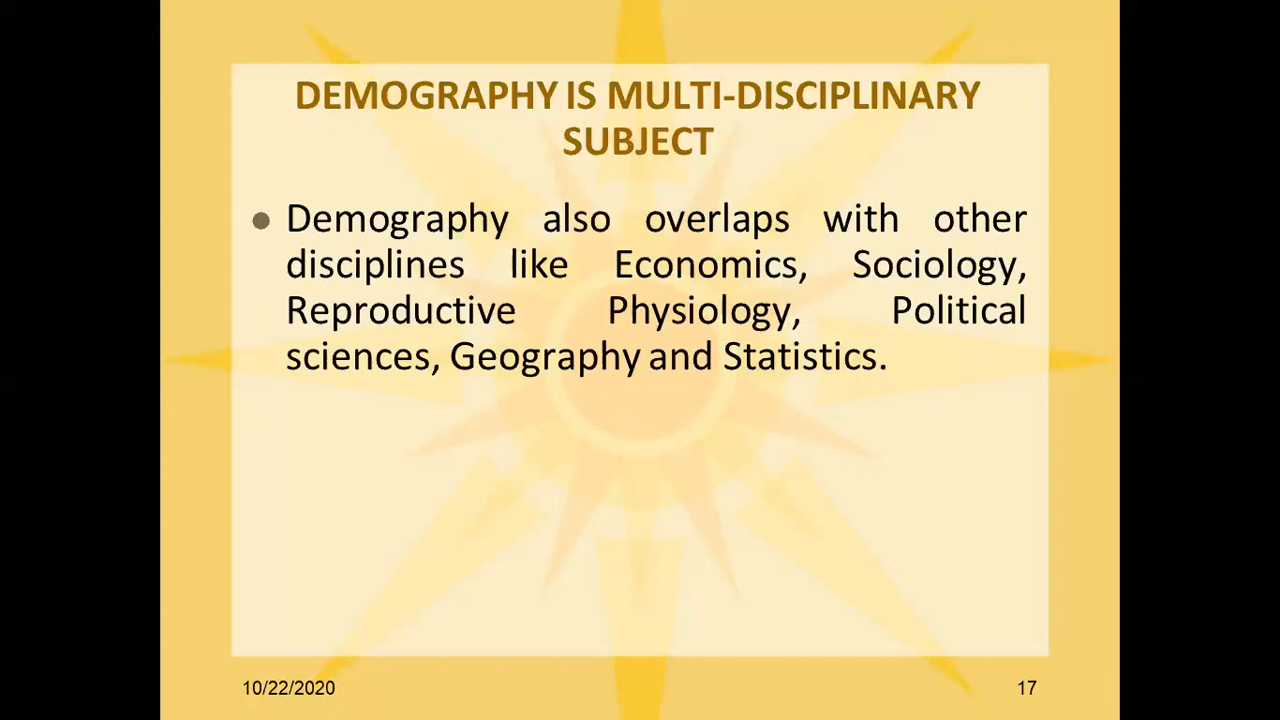 DEMOGRAPHY IS MULTI-DISCIPLINARY
SUBJECT
● Demography also overlaps with other
disciplines like Economics, Sociology,
Reproductive Physiology, Political
sciences, Geography and Statistics.
10/22/2020
17